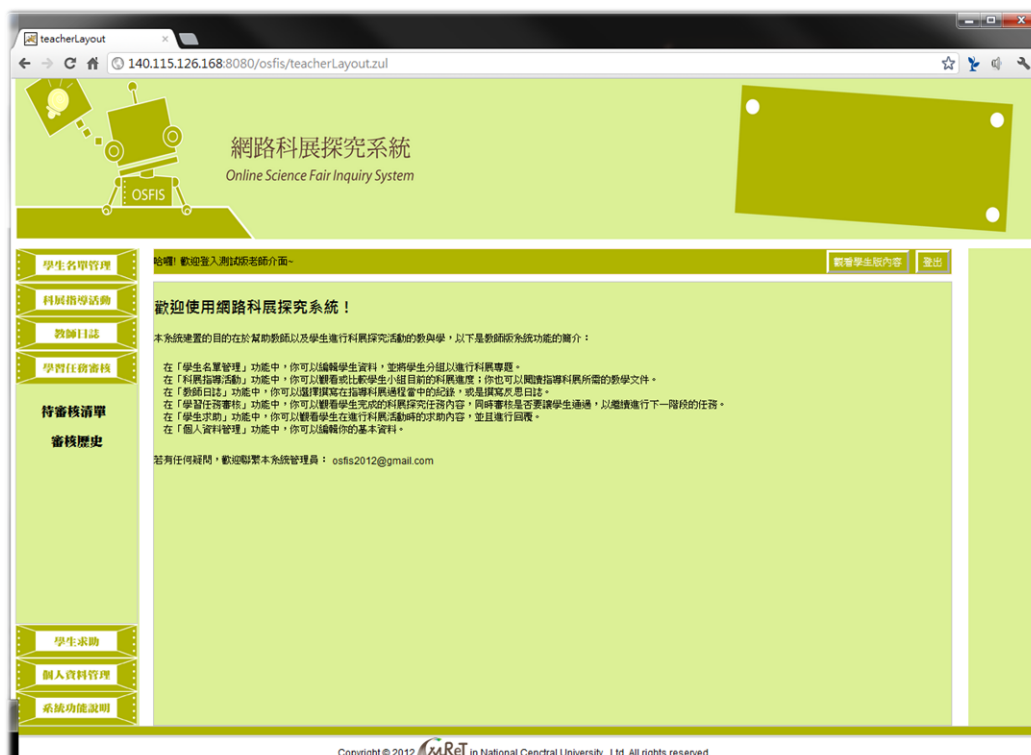 teacherLayout
140.115.126.168:8080/osfis/teacherLayout.zul
網路科展探究系統
Online Science Fair Inquiry System
OSFIS
學生名單管理
科展指導活動
教師日誌
學習任務審核
待審核清單
審核歷史
學生求助
個人資料管理
系統功能說明
哈囉! 歡迎登入測試版老師介面~
觀看學生版內容
登出
歡迎使用網路科展探究系統！
本系統建置的目的在於幫助教師以及學生進行科展探究活動的教與學，以下是教師版系統功能的簡介：
在「學生名單管理」功能中，你可以編輯學生資料，並將學生分組以進行科展專題。
在「科展指導活動」功能中，你可以觀看或比較學生小組目前的科展進度；你也可以閱讀指導科展所需的教學文件。
在「教師日誌」功能中，你可以選擇撰寫在指導科展過程當中的紀錄，或是撰寫反思日誌。
在「學習任務審核」功能中，你可以觀看學生完成的科展探究任務內容，同時審核是否要讓學生通過，以繼續進行下一階段的任務。
在「學生求助」功能中，你可以觀看學生在進行科展活動時的求助內容，並且進行回覆。
在「個人資料管理」功能中，你可以編輯你的基本資料。
若有任何疑問，歡迎聯繫本系統管理員： osfis2012@gmail.com
Copyright © 2012 in National Cenctral University., Ltd. All rights reserved